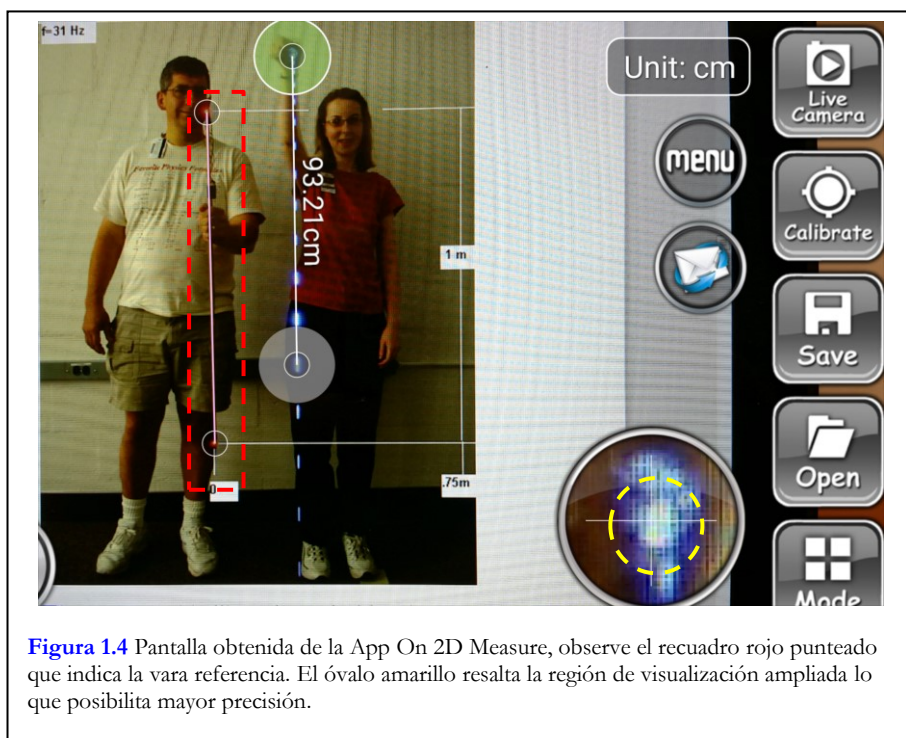 f=31 Hz
Unit: cm
Live
Camera
menu
93.21cm
Calibrate
1 m
Save
Open
.75m
0
Mode
Figura 1.4 Pantalla obtenida de la App On 2D Measure, observe el recuadro rojo punteado
que indica la vara referencia. El óvalo amarillo resalta la región de visualización ampliada lo
que posibilita mayor precisión.